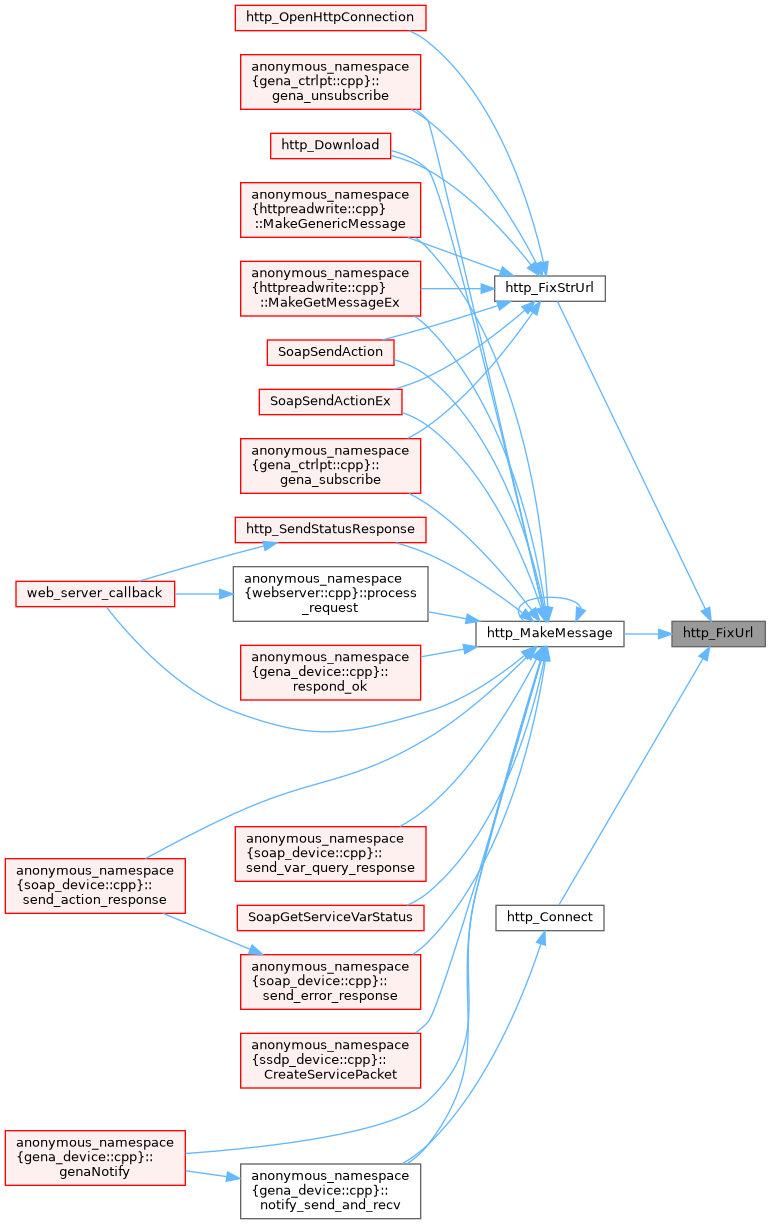 http_OpenHttpConnection
anonymous_namespace
{gena_ctrlpt::cpp}::
gena_unsubscribe
http_Download
anonymous_namespace
{httpreadwrite::cpp}
::MakeGenericMessage
anonymous_namespace
{httpreadwrite::cpp}
::MakeGetMessageEx
http_FixStrUrl
SoapSendAction
SoapSendActionEx
anonymous_namespace
{gena_ctrlpt::cpp}::
gena_subscribe
http_SendStatusResponse
web_server_callback
anonymous_namespace
{webserver::cpp}::process
_request
http_MakeMessage
http_FixUrl
anonymous_namespace
{gena_device::cpp}::
respond_ok
anonymous_namespace
{soap_device::cpp}::
send_var_query_response
anonymous_namespace
{soap_device::cpp}::
send_action_response
SoapGetServiceVarStatus
http_Connect
anonymous_namespace
{soap_device::cpp}::
send_error_response
anonymous_namespace
{ssdp_device::cpp}::
CreateServicePacket
anonymous_namespace
{gena_device::cpp}::
genaNotify
anonymous_namespace
{gena_device::cpp}::
notify_send_and_recv